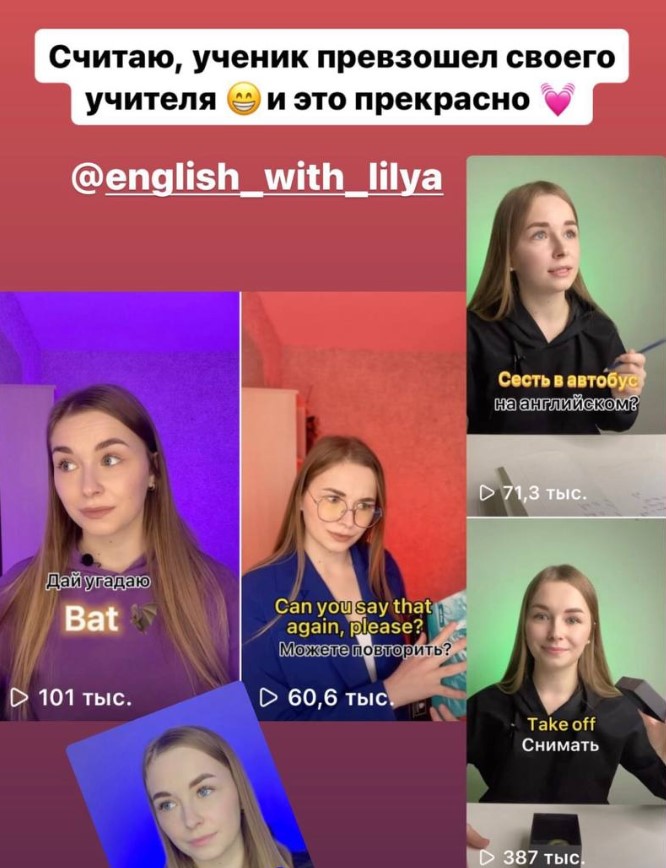 Считаю, ученик превзошел своего
учителя 😁 и это прекрасно 💓
@english_with_lilya
Сесть в автобус
на английском?
71,3 тыс.
Дай угадаю
Bat 🦇
101 тыс.
Can you say that
again, please?
Можете повторить?
60,6 тыс.
Take off
Снимать
387 тыс.